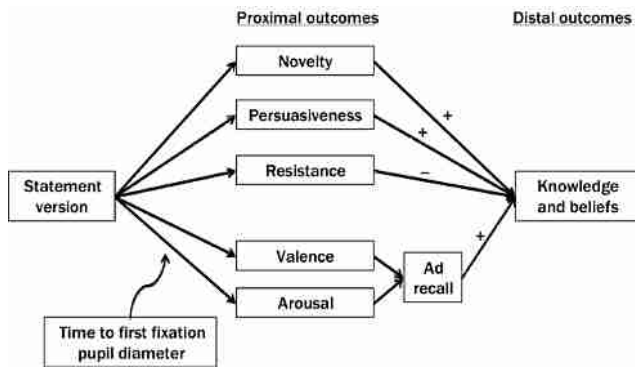 Proximal outcomes
Distal outcomes
Novelty
+
Persuasiveness
+
Resistance
–
Statement
version
Knowledge
and beliefs
Valence
Ad
recall
+
Arousal
Time to first fixation
pupil diameter